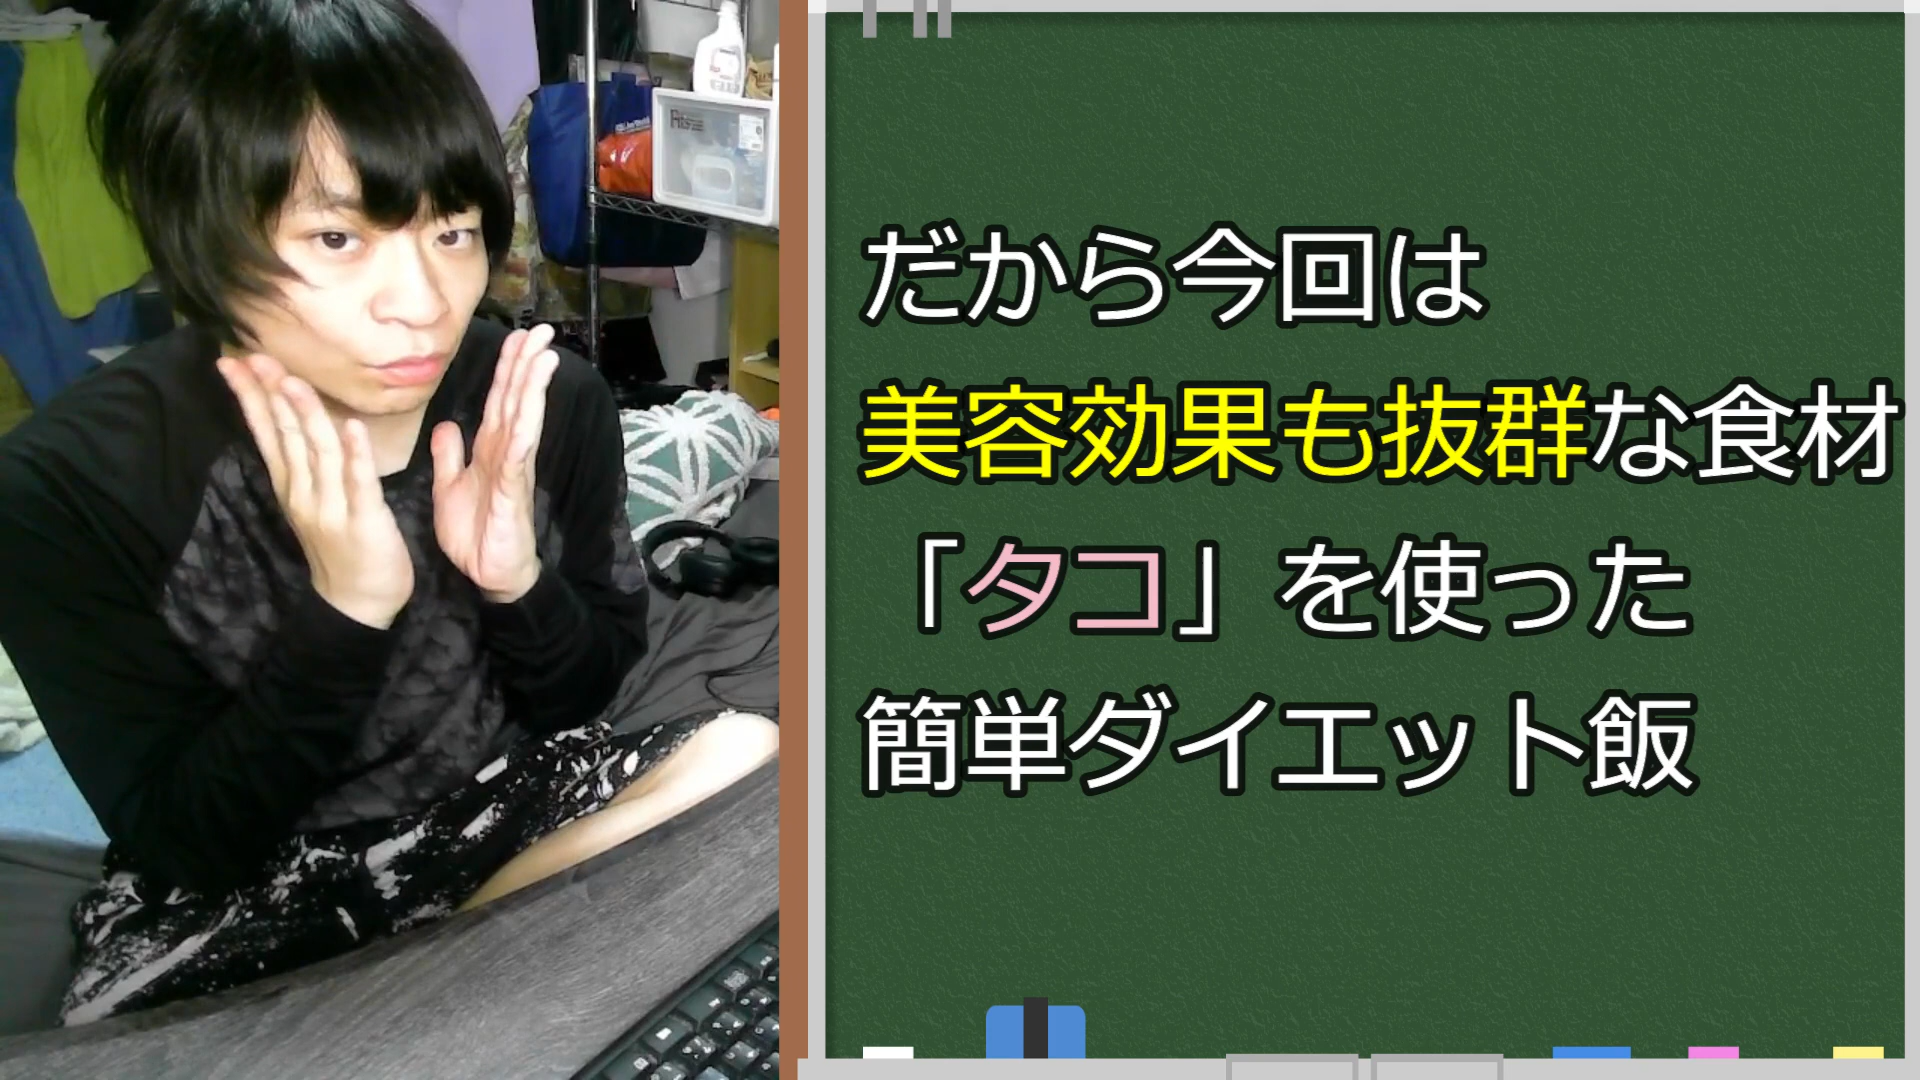 だから今回は
美容効果も抜群な食材
「タコ」を使った
簡単ダイエット飯
Fits